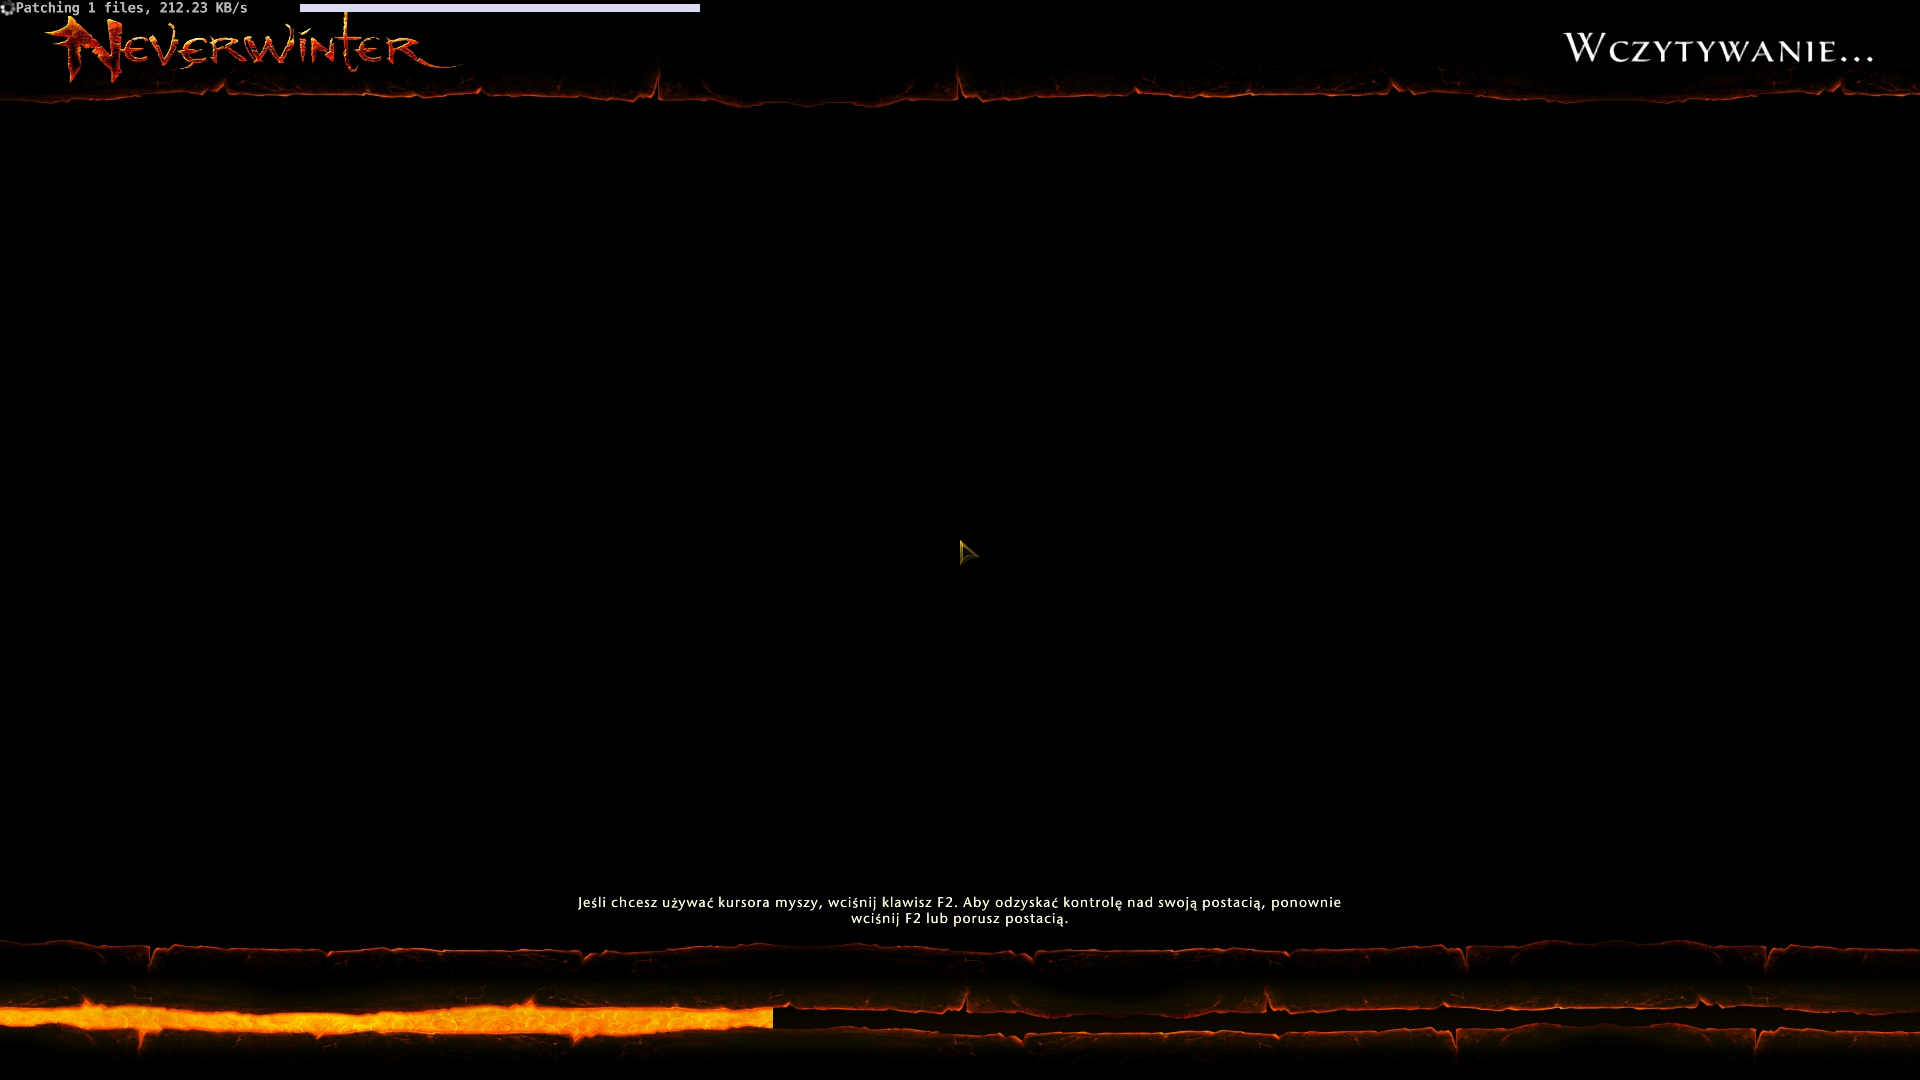 Patching 1 files, 212.23 KB/s
Neverwinter
Wczytywanie...
Jeśli chcesz używać kursora myszy, wciśnij klawisz F2. Aby odzyskać kontrolę nad swoją postacią, ponownie
wciśnij F2 lub porusz postacią.